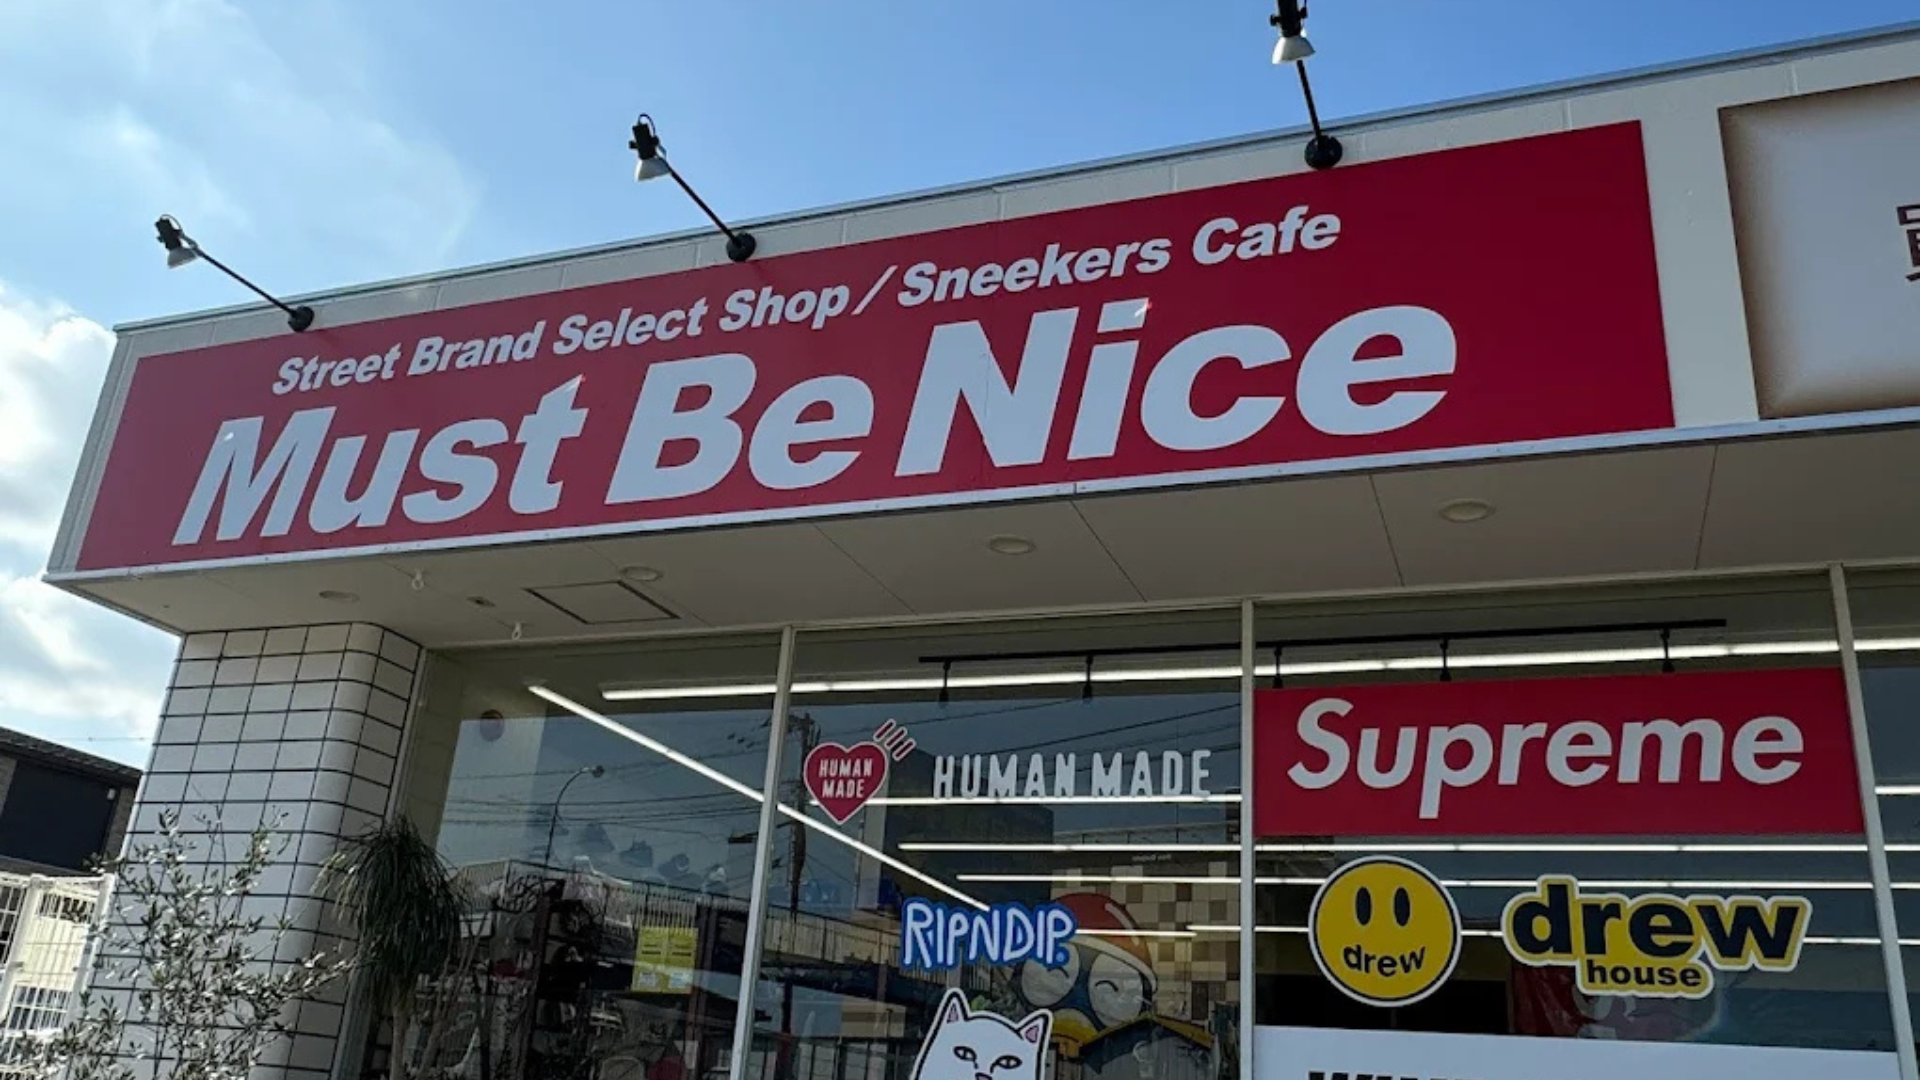 Street Brand Select Shop / Sneekers Cafe
Must Be Nice
HUMAN
MADE
HUMAN MADE
Supreme
RIPNDIP
drew
drew
house